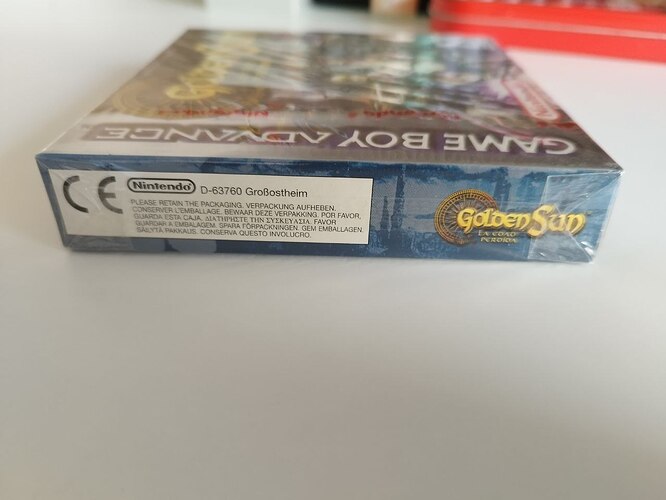 GAME BOY ADVANCE
CE
Nintendo D-63760 Großostheim
PLEASE RETAIN THE PACKAGING. VERPACKUNG AUFHEBEN.
CONSERVER L'EMBALLAGE. BEWAAR DEZE VERPAKKING. POR FAVOR,
GUARDA ESTA CAJA. ΔΙΑΤΗΡΗΣΤΕ ΤΗΝ ΣΥΣΚΕΥΑΣΙΑ. FAVOR
GUARDAR A EMBALAGEM. SPARA FÖRPACKNINGEN. GEM EMBALLAGEN.
SÄILYTÄ PAKKAUS. CONSERVA QUESTO INVOLUCRO.
Golden Sun
LA EDAD
PERDIDA